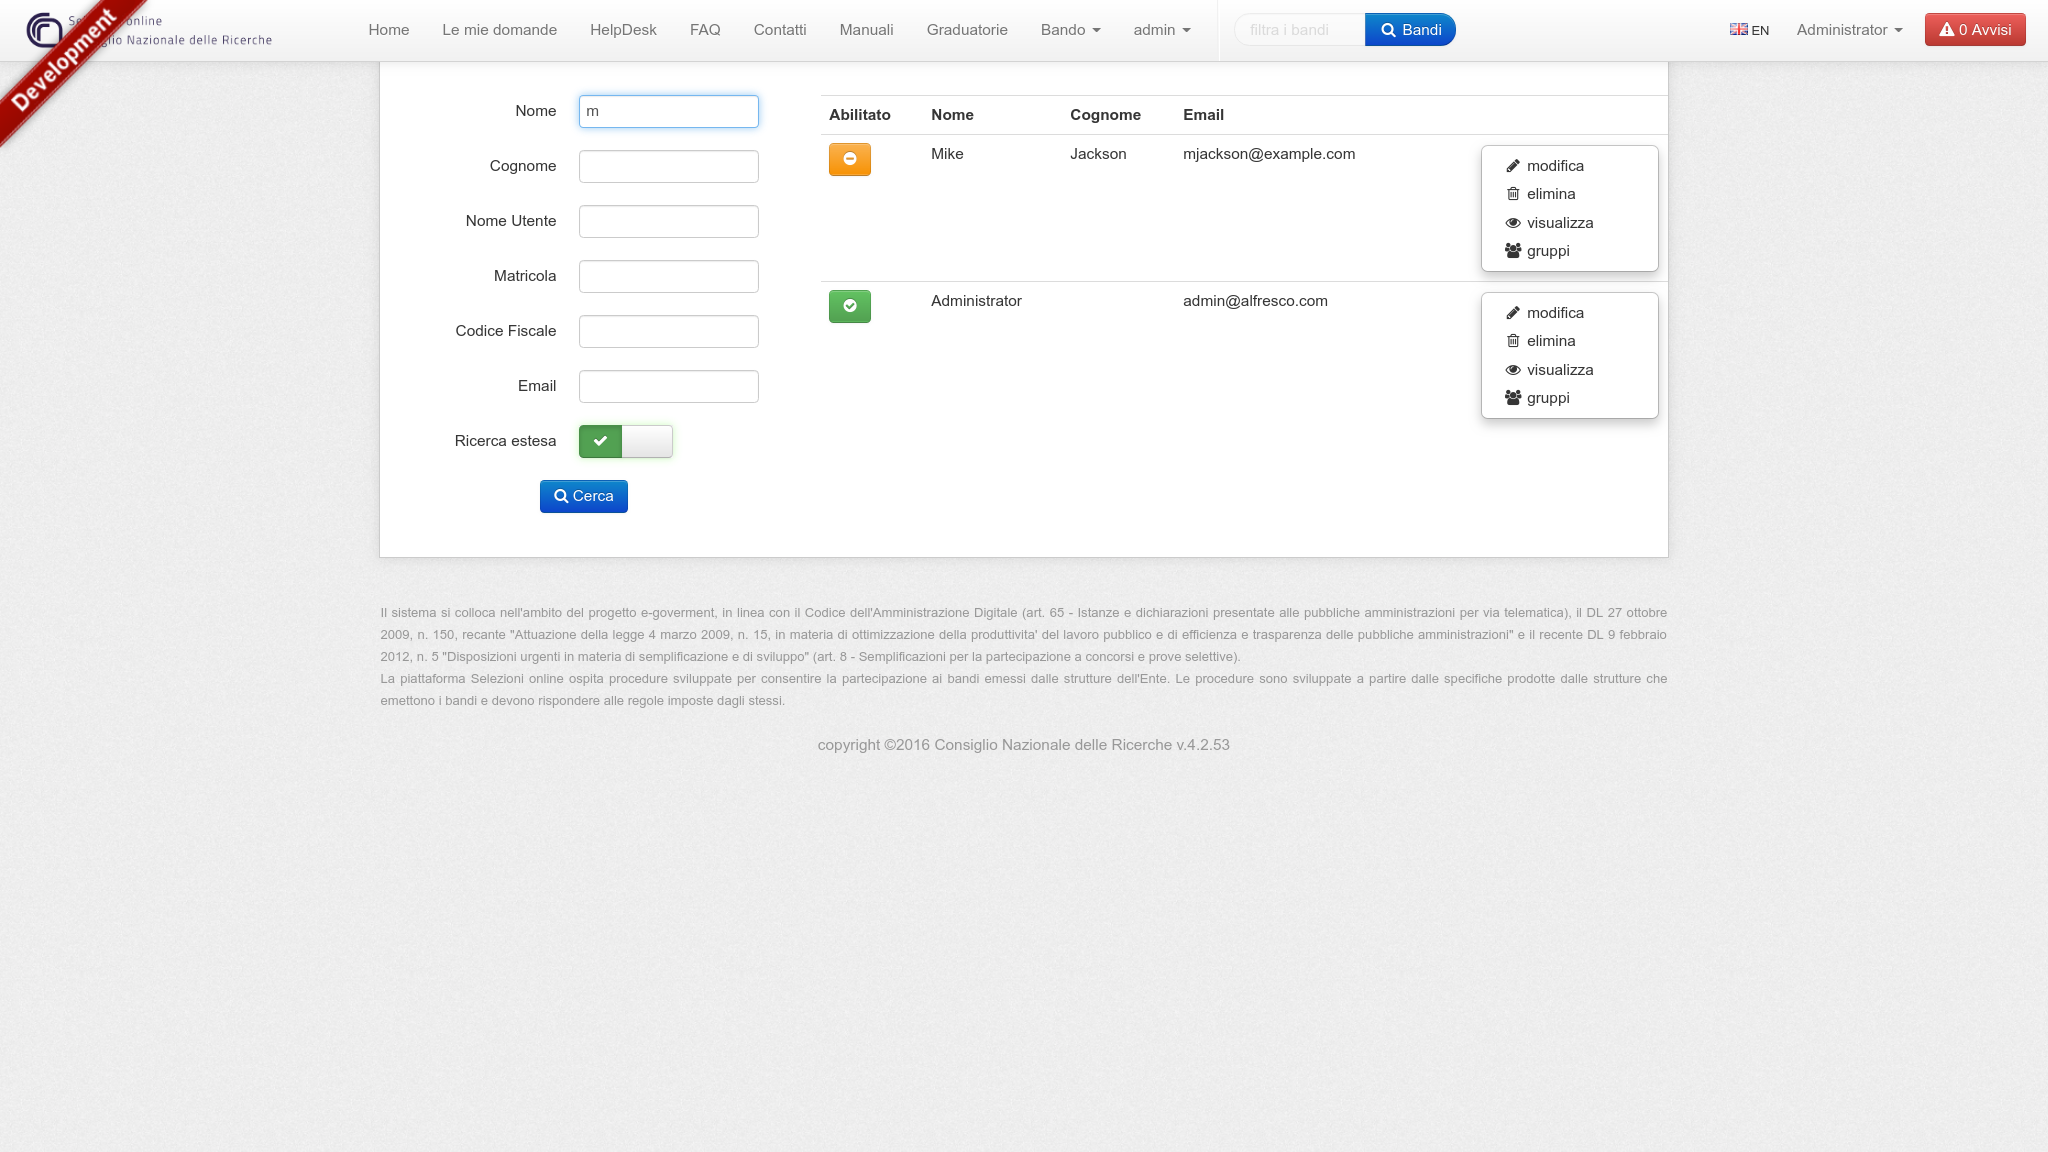 Development
online
Consiglio Nazionale delle Ricerche
Home
Le mie domande
HelpDesk
FAQ
Contatti
Manuali
Graduatorie
Bando
admin
filtra i bandi
Bandi
EN
Administrator
0 Avvisi
Nome
m
Cognome
Nome Utente
Matricola
Codice Fiscale
Email
Ricerca estesa
Cerca
Abilitato Nome Cognome Email
Mike Jackson mjackson@example.com
modifica
elimina
visualizza
gruppi
Administrator admin@alfresco.com
modifica
elimina
visualizza
gruppi
Il sistema si colloca nell'ambito del progetto e-goverment, in linea con il Codice dell'Amministrazione Digitale (art. 65 - Istanze e dichiarazioni presentate alle pubbliche amministrazioni per via telematica), il DL 27 ottobre
2009, n. 150, recante "Attuazione della legge 4 marzo 2009, n. 15, in materia di ottimizzazione della produttivita' del lavoro pubblico e di efficienza e trasparenza delle pubbliche amministrazioni" e il recente DL 9 febbraio
2012, n. 5 "Disposizioni urgenti in materia di semplificazione e di sviluppo" (art. 8 - Semplificazioni per la partecipazione a concorsi e prove selettive).
La piattaforma Selezioni online ospita procedure sviluppate per consentire la partecipazione ai bandi emessi dalle strutture dell'Ente. Le procedure sono sviluppate a partire dalle specifiche prodotte dalle strutture che
emettono i bandi e devono rispondere alle regole imposte dagli stessi.
copyright ©2016 Consiglio Nazionale delle Ricerche v.4.2.53